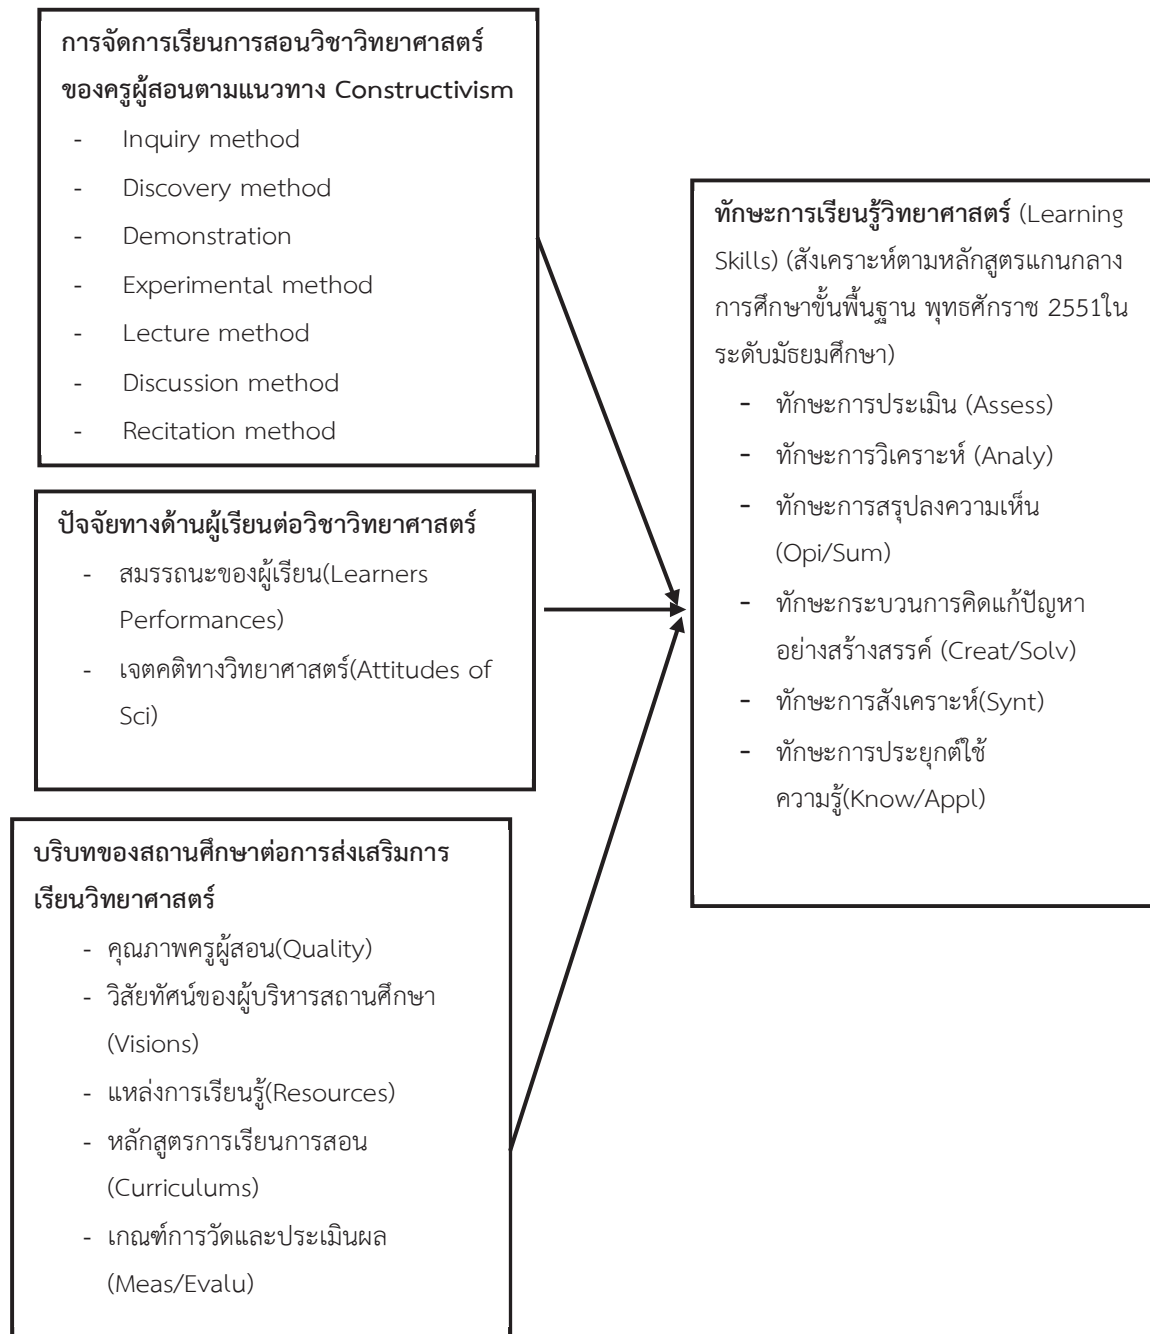 การจัดการเรียนการสอนวิชาวิทยาศาสตร์
ของครูผู้สอนตามแนวทาง Constructivism
- Inquiry method
- Discovery method
- Demonstration
- Experimental method
- Lecture method
- Discussion method
- Recitation method
ปัจจัยทางด้านผู้เรียนต่อวิชาวิทยาศาสตร์
- สมรรถนะของผู้เรียน(Learners
Performances)
- เจตคติทางวิทยาศาสตร์(Attitudes of
Sci)
บริบทของสถานศึกษาต่อการส่งเสริมการ
เรียนวิทยาศาสตร์
- คุณภาพครูผู้สอน(Quality)
- วิสัยทัศน์ของผู้บริหารสถานศึกษา
(Visions)
- แหล่งการเรียนรู้(Resources)
- หลักสูตรการเรียนการสอน
(Curriculums)
- เกณฑ์การวัดและประเมินผล
(Meas/Evalu)
ทักษะการเรียนรู้วิทยาศาสตร์ (Learning
Skills) (สังเคราะห์ตามหลักสูตรแกนกลาง
การศึกษาขั้นพื้นฐาน พุทธศักราช 2551ใน
ระดับมัธยมศึกษา)
- ทักษะการประเมิน (Assess)
- ทักษะการวิเคราะห์ (Analy)
- ทักษะการสรุปลงความเห็น
(Opi/Sum)
- ทักษะกระบวนการคิดแก้ปัญหา
อย่างสร้างสรรค์ (Creat/Solv)
- ทักษะการสังเคราะห์(Synt)
- ทักษะการประยุกต์ใช้
ความรู้(Know/Appl)